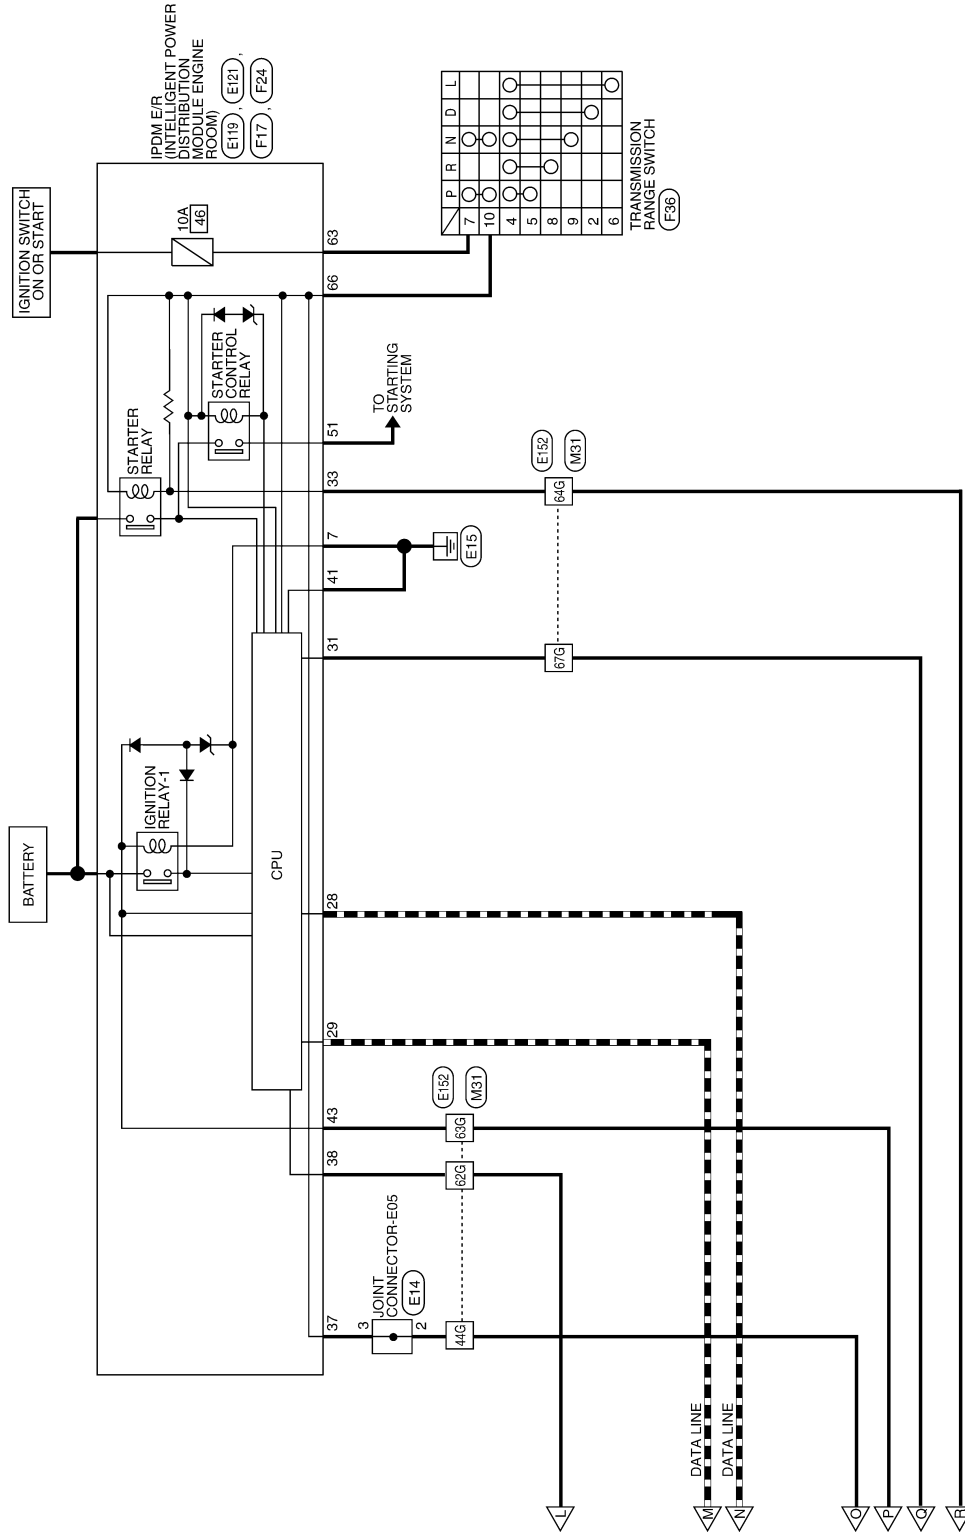 IGNITION SWITCH
ON OR START
BATTERY
IPDM E/R
(INTELLIGENT POWER
DISTRIBUTION
MODULE ENGINE
ROOM)
E119 , E121 ,
F17 , F24
10A
46
STARTER
RELAY
STARTER
CONTROL
RELAY
IGNITION
RELAY-1
CPU
63
66
51
33
7
41
31
28
29
43
38
37
TO
STARTING
SYSTEM
P R N D L
7
10
4
5
8
9
2
6
TRANSMISSION
RANGE SWITCH
F36
E15
E152
M31
64G
67G
E152
M31
63G
62G
44G
3
2
JOINT
CONNECTOR-E05
E14
DATA LINE
DATA LINE
L
M
N
O
P
Q
R